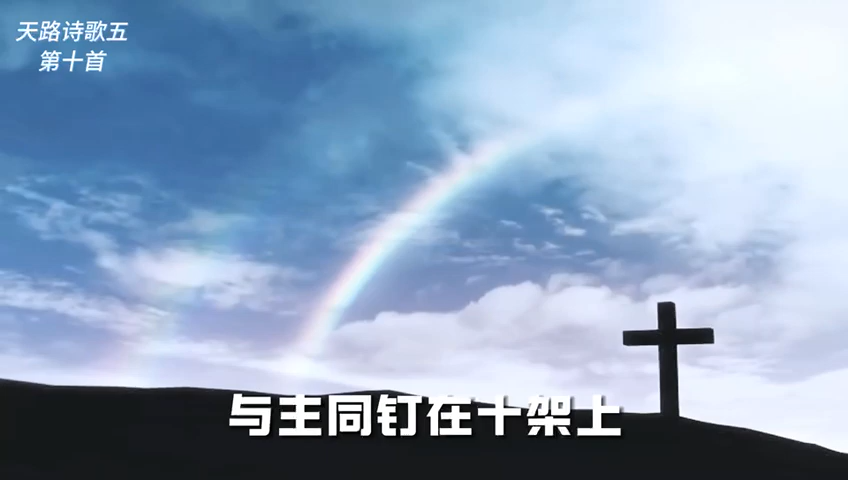 天路诗歌五
第十首
与主同钉在十架上